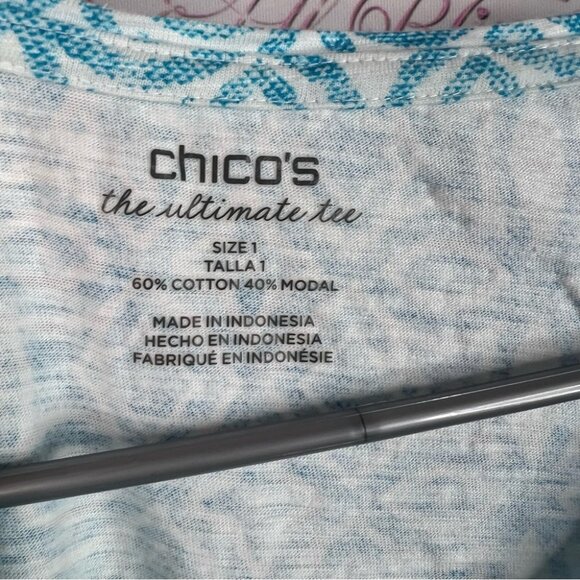 chico's
the ultimate tee
SIZE 1
TALLA 1
60% COTTON 40% MODAL
MADE IN INDONESIA
HECHO EN INDONESIA
FABRIQUÉ EN INDONÉSIE